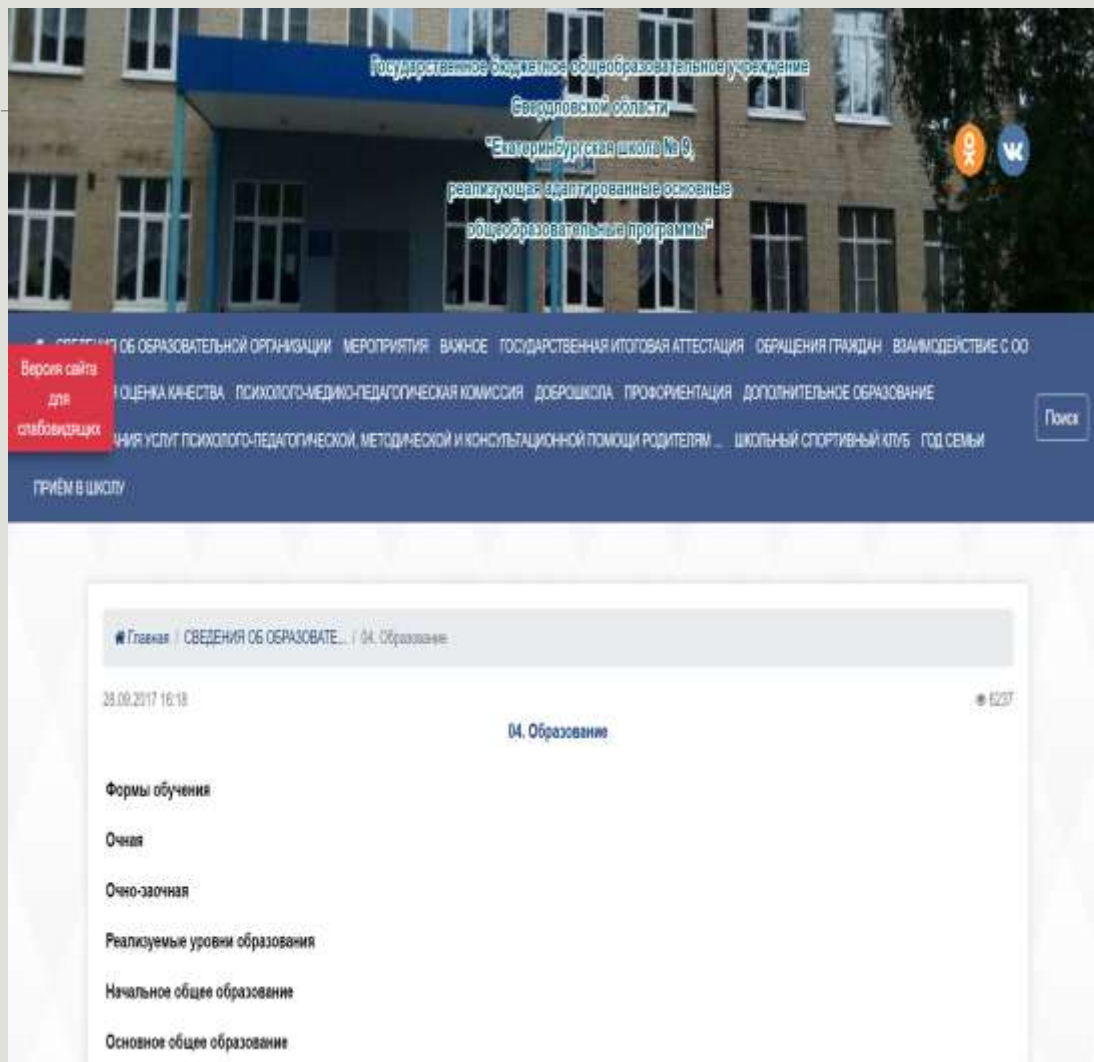 Государственное бюджетное общеобразовательное учреждение
Свердловской области
"Екатеринбургская школа № 9,
реализующая адаптированные основные
общеобразовательные программы"
ОБ ОБРАЗОВАТЕЛЬНОЙ ОРГАНИЗАЦИИ МЕРОПРИЯТИЯ ВАЖНОЕ ГОСУДАРСТВЕННАЯ ИТОГОВАЯ АТТЕСТАЦИЯ ОБРАЩЕНИЯ ГРАЖДАН ВЗАИМОДЕЙСТВИЕ С ОО
Версия сайта
для
слабовидящих
ОЦЕНКА КАЧЕСТВА ПСИХОЛОГО-МЕДИКО-ПЕДАГОГИЧЕСКАЯ КОМИССИЯ ДОБРОШКОЛА ПРОФОРИЕНТАЦИЯ ДОПОЛНИТЕЛЬНОЕ ОБРАЗОВАНИЕ
Поиск
УСЛУГ ПСИХОЛОГО-ПЕДАГОГИЧЕСКОЙ, МЕТОДИЧЕСКОЙ И КОНСУЛЬТАЦИОННОЙ ПОМОЩИ РОДИТЕЛЯМ ... ШКОЛЬНЫЙ СПОРТИВНЫЙ КЛУБ ГОД СЕМЬИ
ПРИЁМ В ШКОЛУ
Главная / СВЕДЕНИЯ ОБ ОБРАЗОВАТЕ... / 04. Образование
28.09.2017 16:18
6237
04. Образование
Формы обучения
Очная
Очно-заочная
Реализуемые уровни образования
Начальное общее образование
Основное общее образование